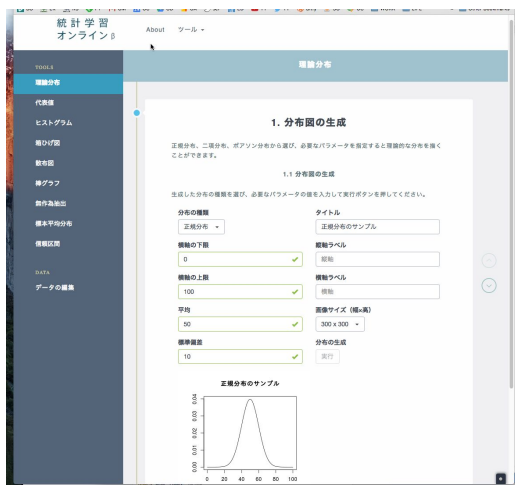 統計学習
オンライン β
About ツール
TOOLS
理論分布
代表値
ヒストグラム
箱ひげ図
散布図
棒グラフ
無作為抽出
標本平均分布
信頼区間
DATA
データの編集
理論分布
1. 分布図の生成
正規分布、二項分布、ポアソン分布から選び、必要なパラメータを指定すると理論的な分布を描く
ことができます。
1.1 分布図の生成
生成した分布の種類を選び、必要なパラメータの値を入力して実行ボタンを押してください。
分布の種類
正規分布
タイトル
正規分布のサンプル
横軸の下限
0
縦軸ラベル
縦軸
横軸の上限
100
横軸ラベル
横軸
平均
50
画像サイズ（幅×高）
300 x 300
標準偏差
10
分布の生成
実行
正規分布のサンプル
0.04
0.03
0.02
0.01
0.00
0 20 40 60 80 100